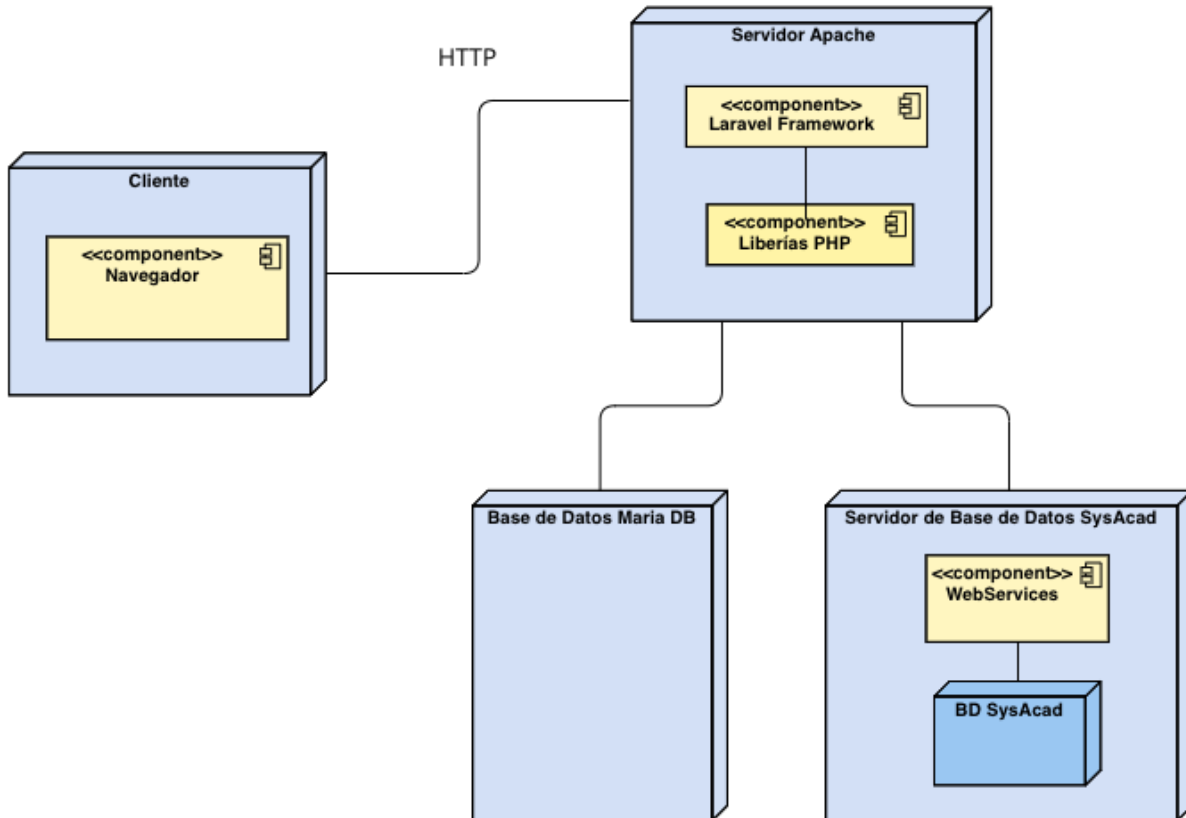 Servidor Apache
HTTP
<<component>>
Laravel Framework
Cliente
<<component>>
Liberías PHP
<<component>>
Navegador
Base de Datos Maria DB
Servidor de Base de Datos SysAcad
<<component>>
WebServices
BD SysAcad